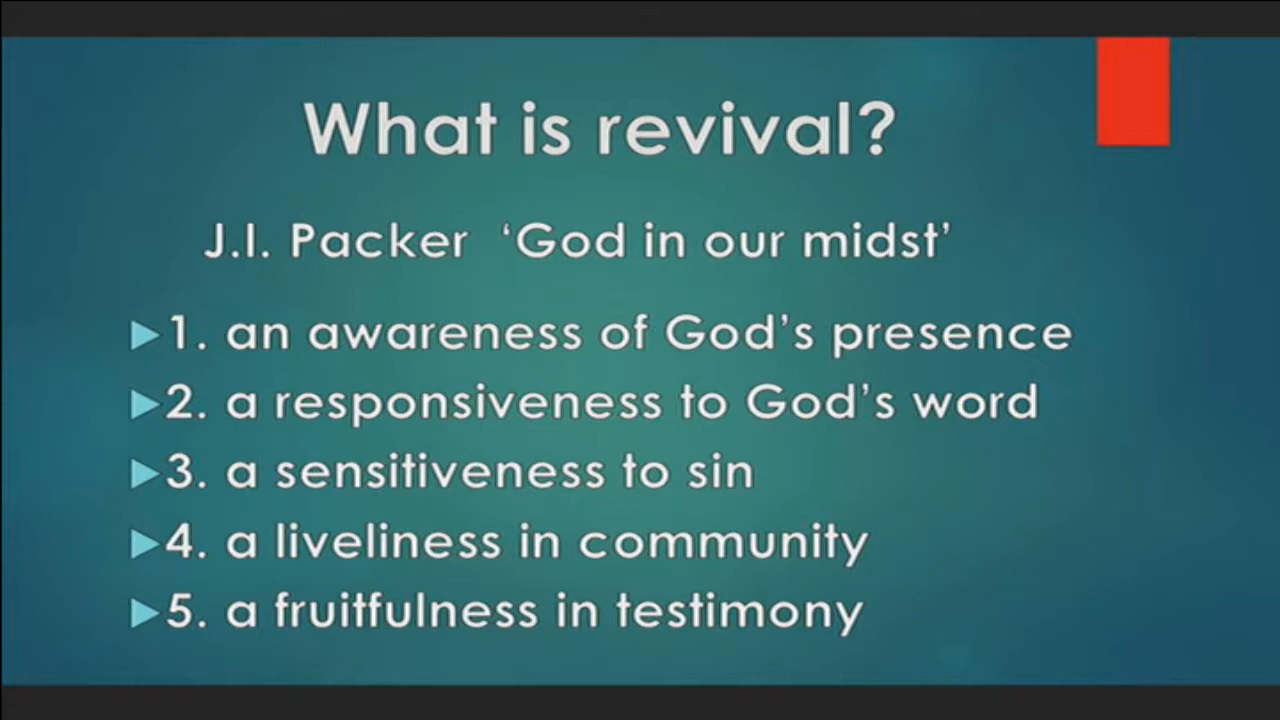 What is revival?
J.I. Packer ‘God in our midst’
1. an awareness of God’s presence
2. a responsiveness to God’s word
3. a sensitiveness to sin
4. a liveliness in community
5. a fruitfulness in testimony